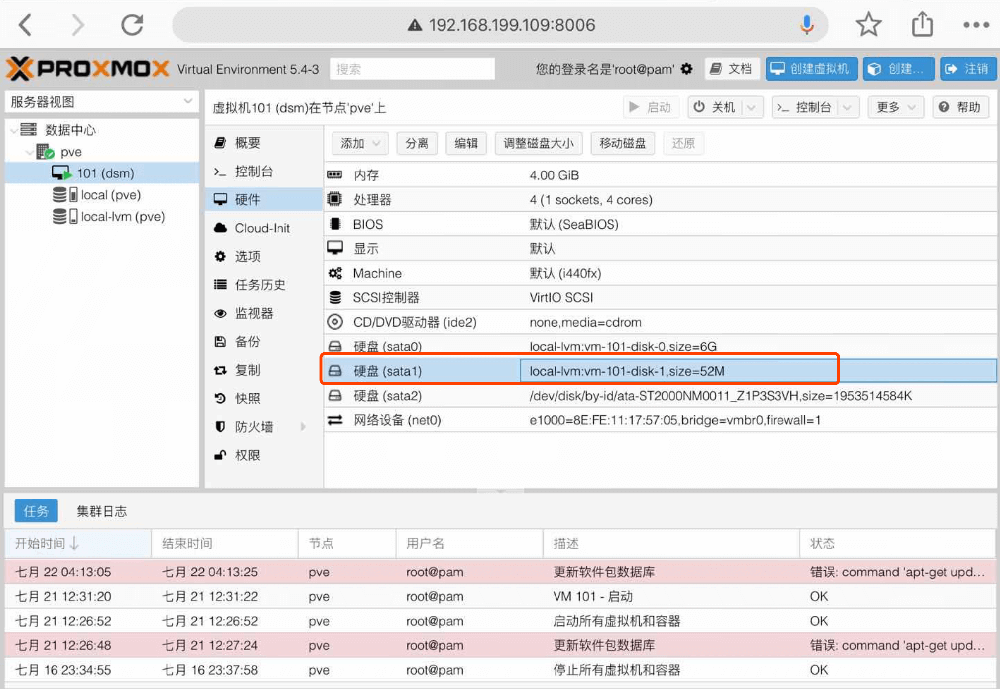 192.168.199.109:8006
PROXMOX Virtual Environment 5.4-3 搜索 您的登录名是'root@pam' 文档 创建虚拟机 创建... 注销
服务器视图
数据中心
pve
101 (dsm)
local (pve)
local-lvm (pve)
虚拟机101 (dsm)在节点'pve'上 启动 关机 控制台 更多 帮助
概要
控制台
硬件
Cloud-Init
选项
任务历史
监视器
备份
复制
快照
防火墙
权限
添加 分离 编辑 调整磁盘大小 移动磁盘 还原
内存 4.00 GiB
处理器 4 (1 sockets, 4 cores)
BIOS 默认 (SeaBIOS)
显示 默认
Machine 默认 (i440fx)
SCSI控制器 VirtIO SCSI
CD/DVD驱动器 (ide2) none,media=cdrom
硬盘 (sata0) local-lvm:vm-101-disk-0,size=6G
硬盘 (sata1) local-lvm:vm-101-disk-1,size=52M
硬盘 (sata2) /dev/disk/by-id/ata-ST2000NM0011_Z1P3S3VH,size=1953514584K
网络设备 (net0) e1000=8E:FE:11:17:57:05,bridge=vmbr0,firewall=1
任务 集群日志
开始时间↓ 结束时间 节点 用户名 描述 状态
七月 22 04:13:05 七月 22 04:13:25 pve root@pam 更新软件包数据库 错误: command 'apt-get upd...
七月 21 12:31:20 七月 21 12:31:22 pve root@pam VM 101 - 启动 OK
七月 21 12:26:52 七月 21 12:26:52 pve root@pam 启动所有虚拟机和容器 OK
七月 21 12:26:48 七月 21 12:27:24 pve root@pam 更新软件包数据库 错误: command 'apt-get upd...
七月 16 23:34:55 七月 16 23:37:58 pve root@pam 停止所有虚拟机和容器 OK